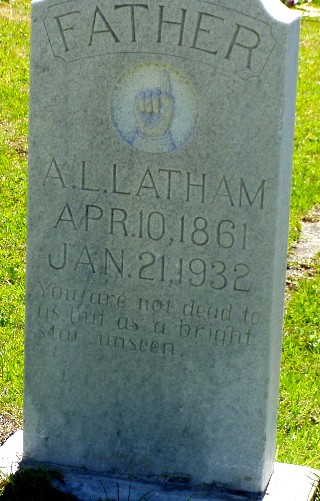 FATHER
A.L.LATHAM
APR.10,1861
JAN.21,1932
You are not dead to
us, but as a bright
star unseen.